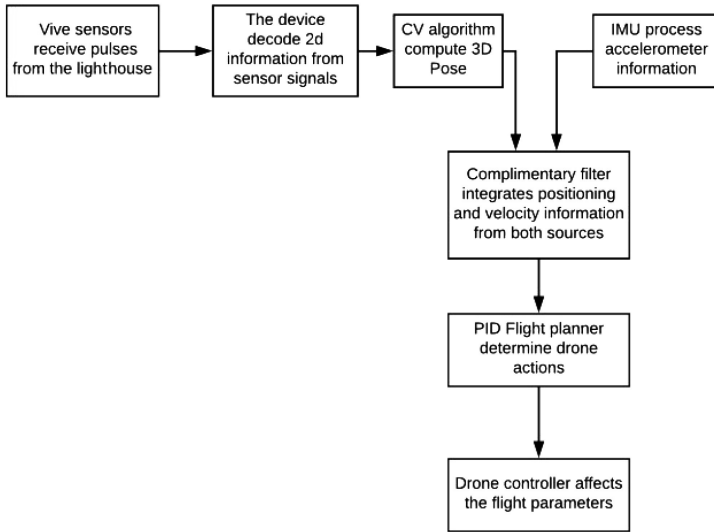 Vive sensors
receive pulses
from the lighthouse
The device
decode 2d
information from
sensor signals
CV algorithm
compute 3D
Pose
IMU process
accelerometer
information
Complimentary filter
integrates positioning
and velocity information
from both sources
PID Flight planner
determine drone
actions
Drone controller affects
the flight parameters